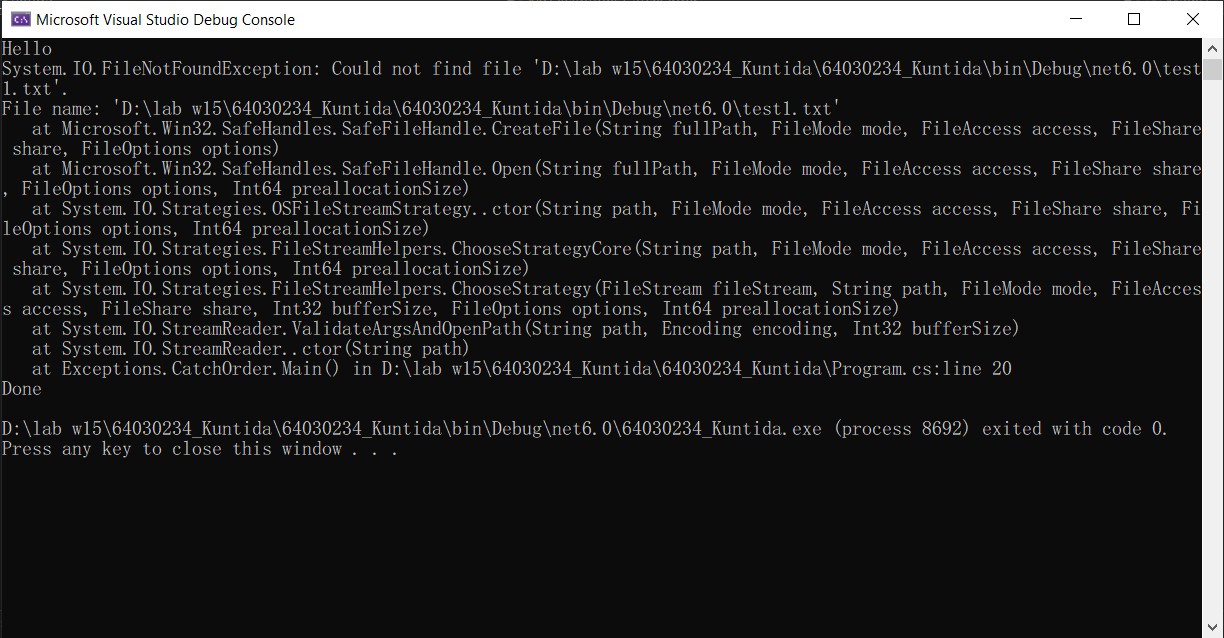 Microsoft Visual Studio Debug Console
Hello
System.IO.FileNotFoundException: Could not find file 'D:\lab w15\64030234_Kuntida\64030234_Kuntida\bin\Debug\net6.0\test
1.txt'.
File name: 'D:\lab w15\64030234_Kuntida\64030234_Kuntida\bin\Debug\net6.0\test1.txt'
   at Microsoft.Win32.SafeHandles.SafeFileHandle.CreateFile(String fullPath, FileMode mode, FileAccess access, FileShare
 share, FileOptions options)
   at Microsoft.Win32.SafeHandles.SafeFileHandle.Open(String fullPath, FileMode mode, FileAccess access, FileShare share
, FileOptions options, Int64 preallocationSize)
   at System.IO.Strategies.OSFileStreamStrategy..ctor(String path, FileMode mode, FileAccess access, FileShare share, Fi
leOptions options, Int64 preallocationSize)
   at System.IO.Strategies.FileStreamHelpers.ChooseStrategyCore(String path, FileMode mode, FileAccess access, FileShare
 share, FileOptions options, Int64 preallocationSize)
   at System.IO.Strategies.FileStreamHelpers.ChooseStrategy(FileStream fileStream, String path, FileMode mode, FileAcces
s access, FileShare share, Int32 bufferSize, FileOptions options, Int64 preallocationSize)
   at System.IO.StreamReader.ValidateArgsAndOpenPath(String path, Encoding encoding, Int32 bufferSize)
   at System.IO.StreamReader..ctor(String path)
   at Exceptions.CatchOrder.Main() in D:\lab w15\64030234_Kuntida\64030234_Kuntida\Program.cs:line 20
Done
D:\lab w15\64030234_Kuntida\64030234_Kuntida\bin\Debug\net6.0\64030234_Kuntida.exe (process 8692) exited with code 0.
Press any key to close this window . . .